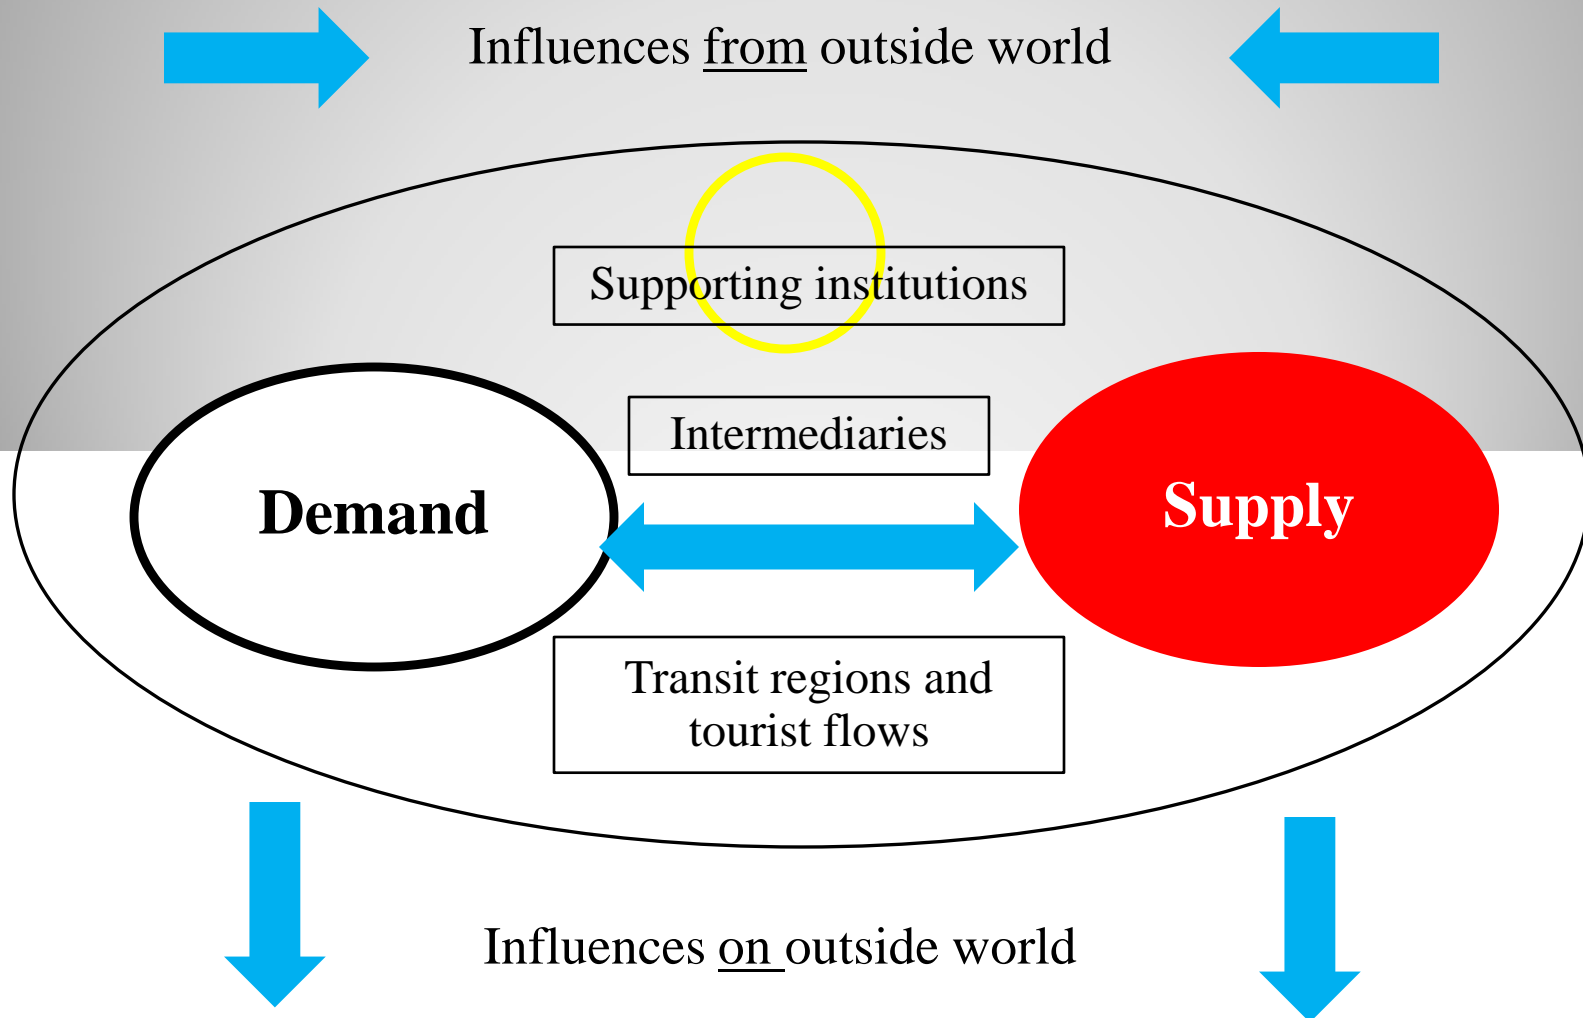 Influences from outside world
Supporting institutions
Intermediaries
Demand
Supply
Transit regions and
tourist flows
Influences on outside world